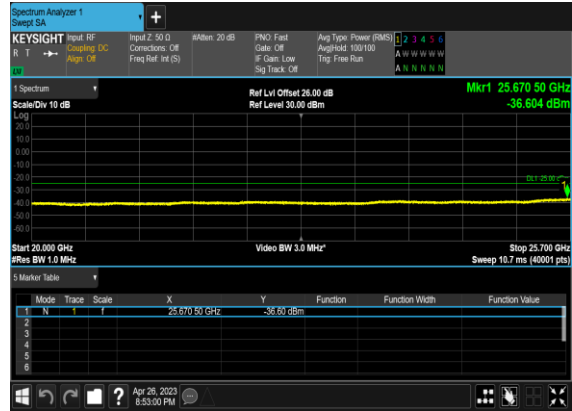 Spectrum Analyzer 1
Swept SA
+
KEYSIGHT Input: RF Input Z: 50 Ω #Atten: 20 dB PNO: Fast Avg Type: Power (RMS) 1 2 3 4 5 6
R T Coupling: DC Corrections: Off Gate: Off Avg|Hold: 100/100 A W W W W W
Align: Off Freq Ref: Int (S) IF Gain: Low Trig: Free Run
Sig Track: Off A N N N N N
1 Spectrum Ref Lvl Offset 26.00 dB Mkr1 25.670 50 GHz
Scale/Div 10 dB Ref Level 30.00 dBm -36.604 dBm
Log
20.0
10.0
0.00
-10.0
-20.0
-30.0
-40.0
-50.0
-60.0
1
Start 20.000 GHz Video BW 3.0 MHz* Stop 25.700 GHz
#Res BW 1.0 MHz Sweep 10.7 ms (40001 pts)
5 Marker Table
Mode Trace Scale X Y Function Function Width Function Value
1 N 1 f 25.670 50 GHz -36.60 dBm
2
3
4
5
6
? Apr 26, 2023
8:53:00 PM